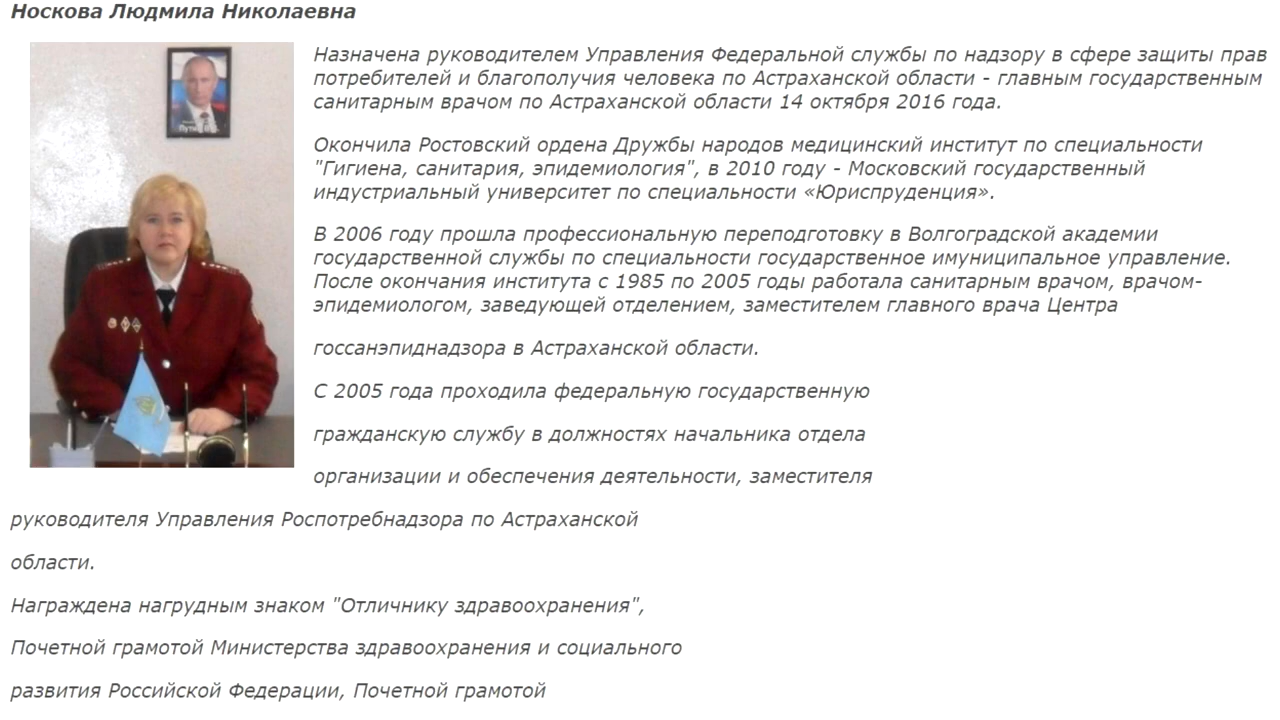 Носкова Людмила Николаевна
Назначена руководителем Управления Федеральной службы по надзору в сфере защиты прав
потребителей и благополучия человека по Астраханской области - главным государственным
санитарным врачом по Астраханской области 14 октября 2016 года.
Окончила Ростовский ордена Дружбы народов медицинский институт по специальности
"Гигиена, санитария, эпидемиология", в 2010 году - Московский государственный
индустриальный университет по специальности «Юриспруденция».
В 2006 году прошла профессиональную переподготовку в Волгоградской академии
государственной службы по специальности государственное имуниципальное управление.
После окончания института с 1985 по 2005 годы работала санитарным врачом, врачом-
эпидемиологом, заведующей отделением, заместителем главного врача Центра
госсанэпиднадзора в Астраханской области.
С 2005 года проходила федеральную государственную
гражданскую службу в должностях начальника отдела
организации и обеспечения деятельности, заместителя
руководителя Управления Роспотребнадзора по Астраханской
области.
Награждена нагрудным знаком "Отличнику здравоохранения",
Почетной грамотой Министерства здравоохранения и социального
развития Российской Федерации, Почетной грамотой